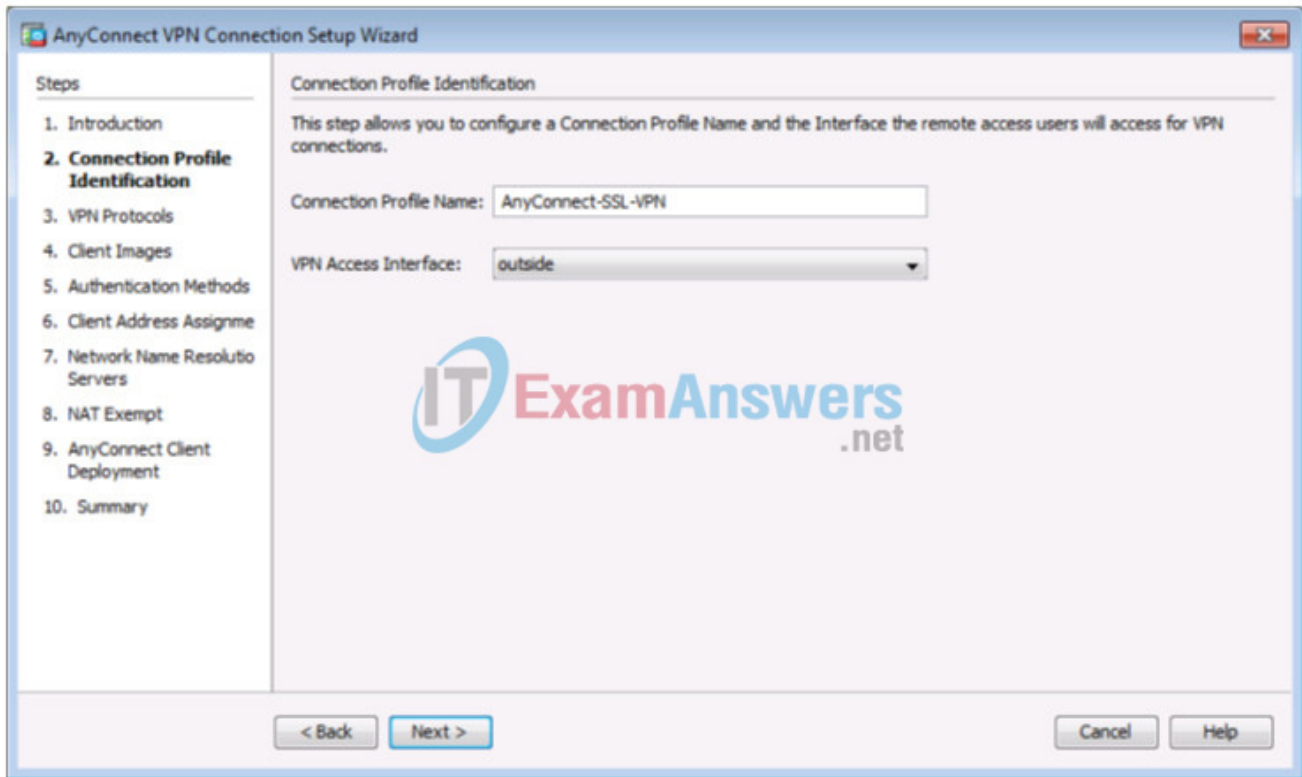 AnyConnect VPN Connection Setup Wizard
Steps
1. Introduction
2. Connection Profile
Identification
3. VPN Protocols
4. Client Images
5. Authentication Methods
6. Client Address Assignme
7. Network Name Resolutio
Servers
8. NAT Exempt
9. AnyConnect Client
Deployment
10. Summary
Connection Profile Identification
This step allows you to configure a Connection Profile Name and the Interface the remote access users will access for VPN
connections.
Connection Profile Name: AnyConnect-SSL-VPN
VPN Access Interface: outside
ITExamAnswers
.net
< Back Next > Cancel Help